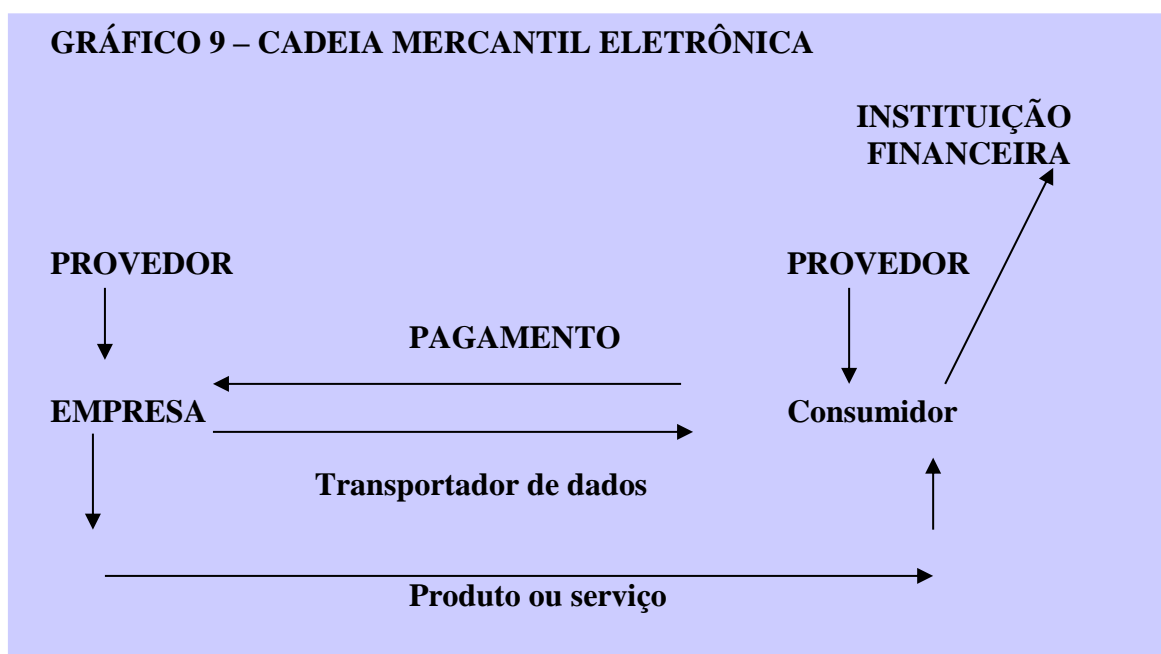 GRÁFICO 9 – CADEIA MERCANTIL ELETRÔNICA
INSTITUIÇÃO
FINANCEIRA
PROVEDOR
PROVEDOR
PAGAMENTO
EMPRESA
Consumidor
Transportador de dados
Produto ou serviço